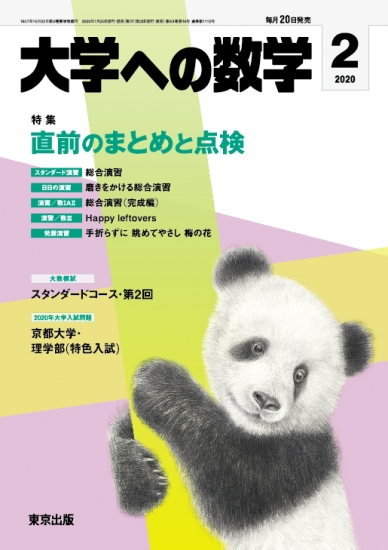 毎月20日発売
大学への数学
2
2020
特集
直前のまとめと点検
スタンダード演習 総合演習
日日の演習 磨きをかける総合演習
演習/数ⅠAⅡ 総合演習(完成編)
演習/数Ⅲ Happy leftovers
発展演習 手折らずに 眺めてやさし 梅の花
大数模試
スタンダードコース・第2回
2020年大学入試問題
京都大学・
理学部(特色入試)
東京出版